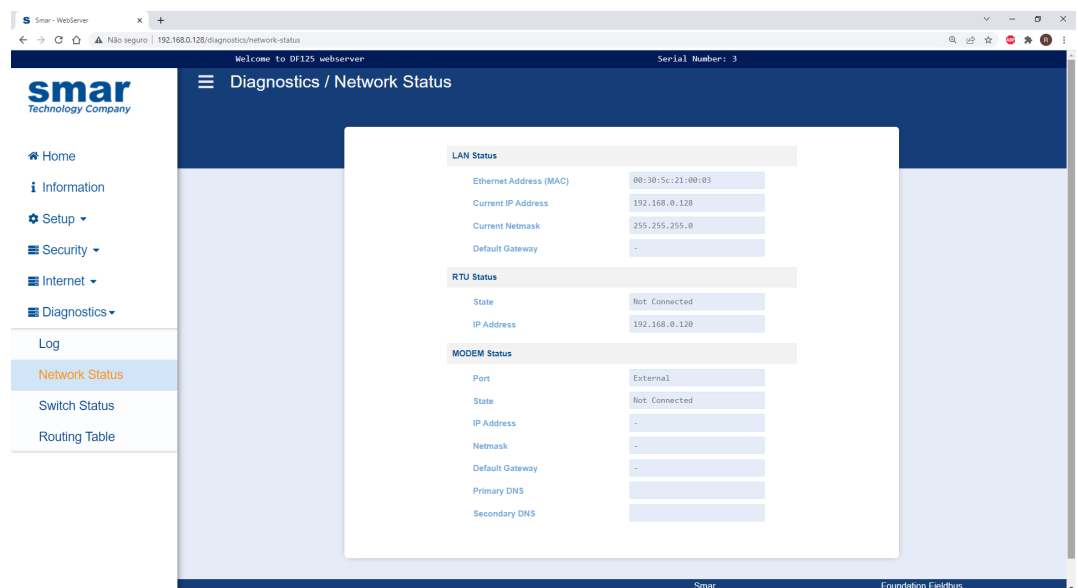 S Smar - WebServer
Não seguro 192.168.0.128/diagnostics/network-status
ABP
R
Welcome to DF125 webserver Serial Number: 3
smar
Technology Company
Diagnostics / Network Status
Home
Information
Setup
Security
Internet
Diagnostics
Log
Network Status
Switch Status
Routing Table
LAN Status
Ethernet Address (MAC) 00:30:5c:21:00:03
Current IP Address 192.168.0.128
Current Netmask 255.255.255.0
Default Gateway -
RTU Status
State Not Connected
IP Address 192.168.0.120
MODEM Status
Port External
State Not Connected
IP Address -
Netmask -
Default Gateway -
Primary DNS
Secondary DNS
Smar Foundation Fieldbus